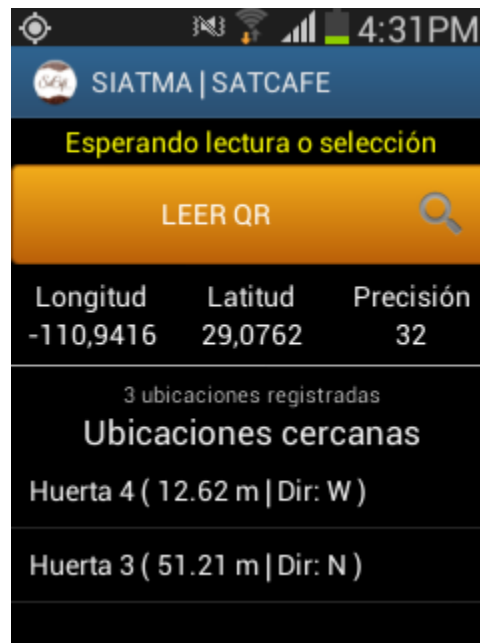 4:31PM
SIATMA | SATCAFE
Esperando lectura o selección
LEER QR
Longitud Latitud Precisión
-110,9416 29,0762 32
3 ubicaciones registradas
Ubicaciones cercanas
Huerta 4 ( 12.62 m | Dir: W )
Huerta 3 ( 51.21 m | Dir: N )